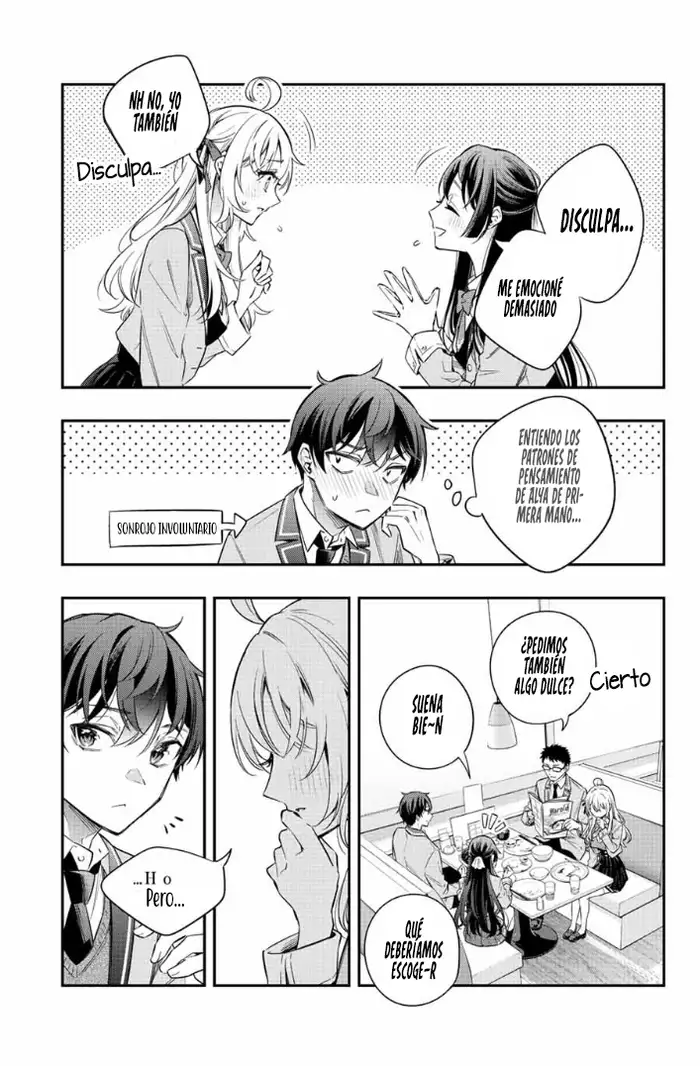 DISCULPA...
ME EMOCIONÉ
DEMASIADO
NH NO, YO
TAMBIÉN
Disculpa...
ENTIENDO LOS
PATRONES DE
PENSAMIENTO
DE ALYA DE PRI-
MERA MANO...
SONROJO INVOLUNTARIO
...H o
Pero...
¿PEDIMOS
TAMBIÉN
ALGO DULCE?
Cierto
SUENA
BIE~N
QUÉ
DEBERÍAMOS
ESCOGE-R